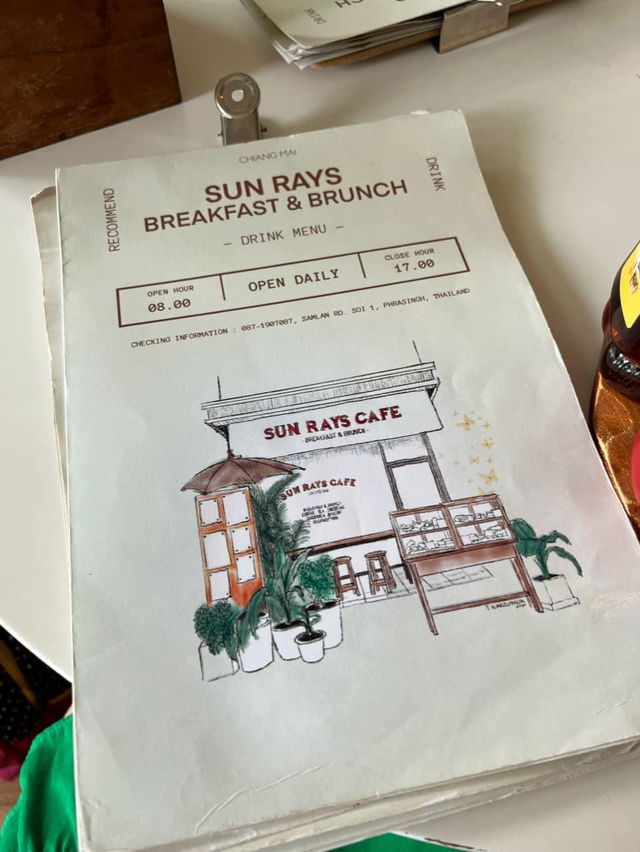 CHIANG MAI
SUN RAYS
BREAKFAST & BRUNCH
RECOMMEND
DRINK
– DRINK MENU –
OPEN HOUR
08.00
OPEN DAILY
CLOSE HOUR
17.00
CHECKING INFORMATION : 087-1907087, SAMLAN RD. SOI 1, PHRASINGH, THAILAND
SUN RAYS CAFE
- BREAKFAST & BRUNCH -
SUN RAYS CAFE
DRINK